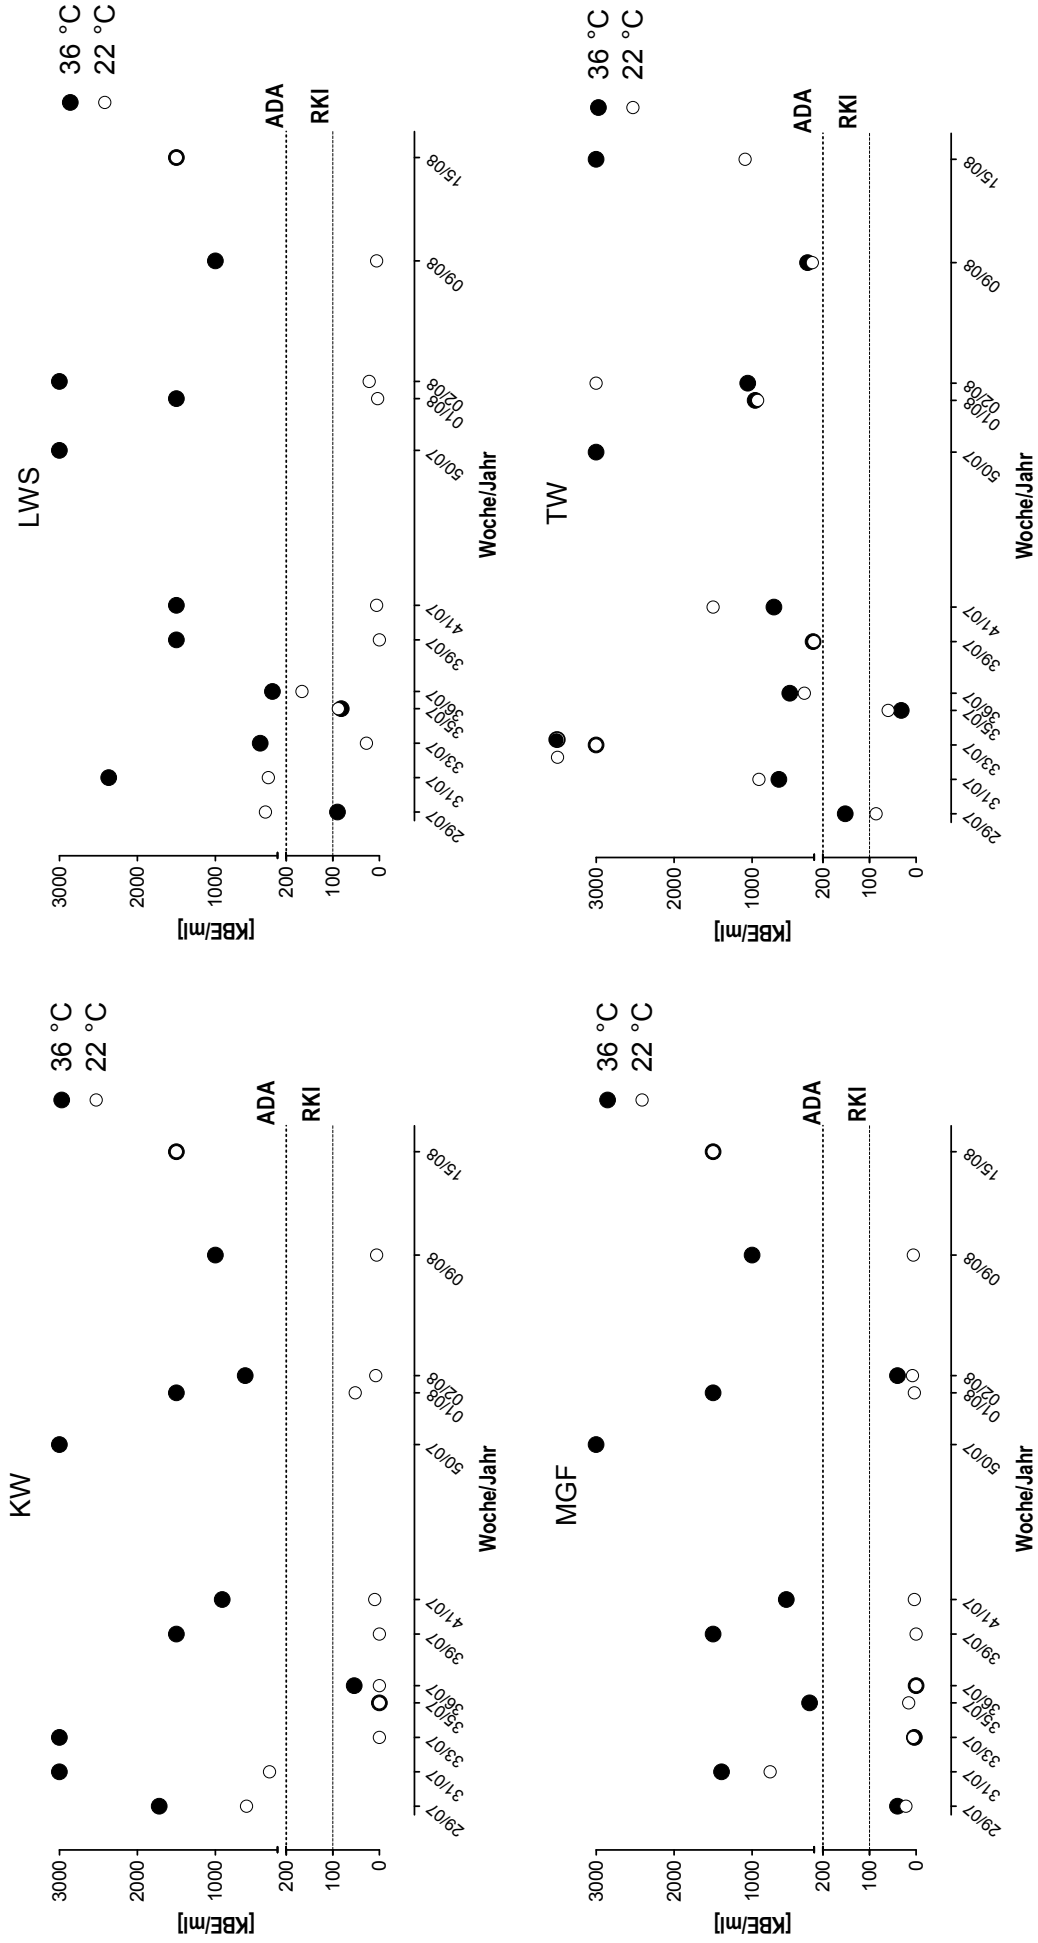 KW
36 °C
22 °C
3000
2000
1000
200
100
0
[KBE/ml]
ADA
RKI
29/07
31/07
33/07
35/07
36/07
39/07
41/07
50/07
01/08
02/08
09/08
15/08
Woche/Jahr
LWS
36 °C
22 °C
3000
2000
1000
200
100
0
[KBE/ml]
ADA
RKI
29/07
31/07
33/07
35/07
36/07
39/07
41/07
50/07
01/08
02/08
09/08
15/08
Woche/Jahr
MGF
36 °C
22 °C
3000
2000
1000
200
100
0
[KBE/ml]
ADA
RKI
29/07
31/07
33/07
35/07
36/07
39/07
41/07
50/07
01/08
02/08
09/08
15/08
Woche/Jahr
TW
36 °C
22 °C
3000
2000
1000
200
100
0
[KBE/ml]
ADA
RKI
29/07
31/07
33/07
35/07
36/07
39/07
41/07
50/07
01/08
02/08
09/08
15/08
Woche/Jahr